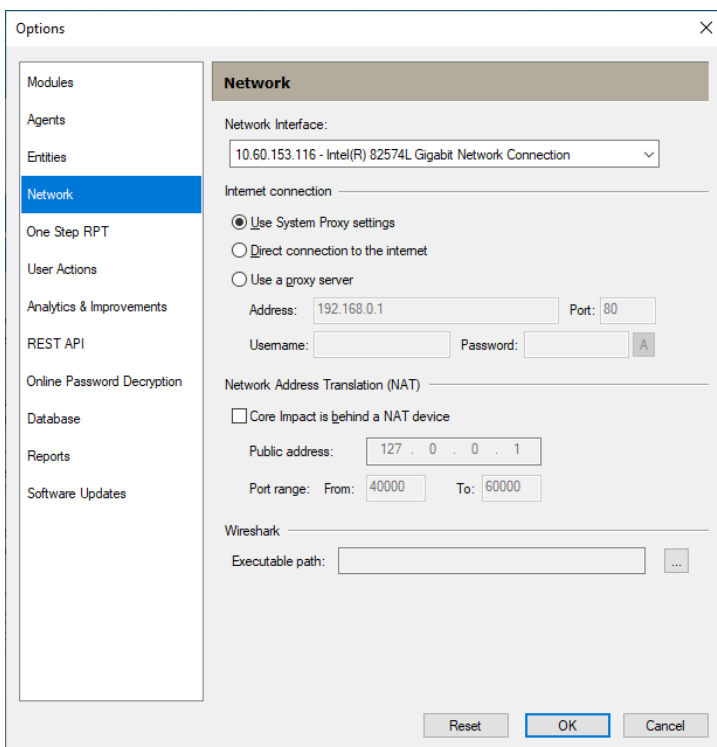 Options
Modules
Agents
Entities
Network
One Step RPT
User Actions
Analytics & Improvements
REST API
Online Password Decryption
Database
Reports
Software Updates
Network
Network Interface:
10.60.153.116 - Intel(R) 82574L Gigabit Network Connection
Internet connection
Use System Proxy settings
Direct connection to the internet
Use a proxy server
Address: 192.168.0.1 Port: 80
Username: Password: A
Network Address Translation (NAT)
Core Impact is behind a NAT device
Public address: 127 . 0 . 0 . 1
Port range: From: 40000 To: 60000
Wireshark
Executable path: ...
Reset OK Cancel